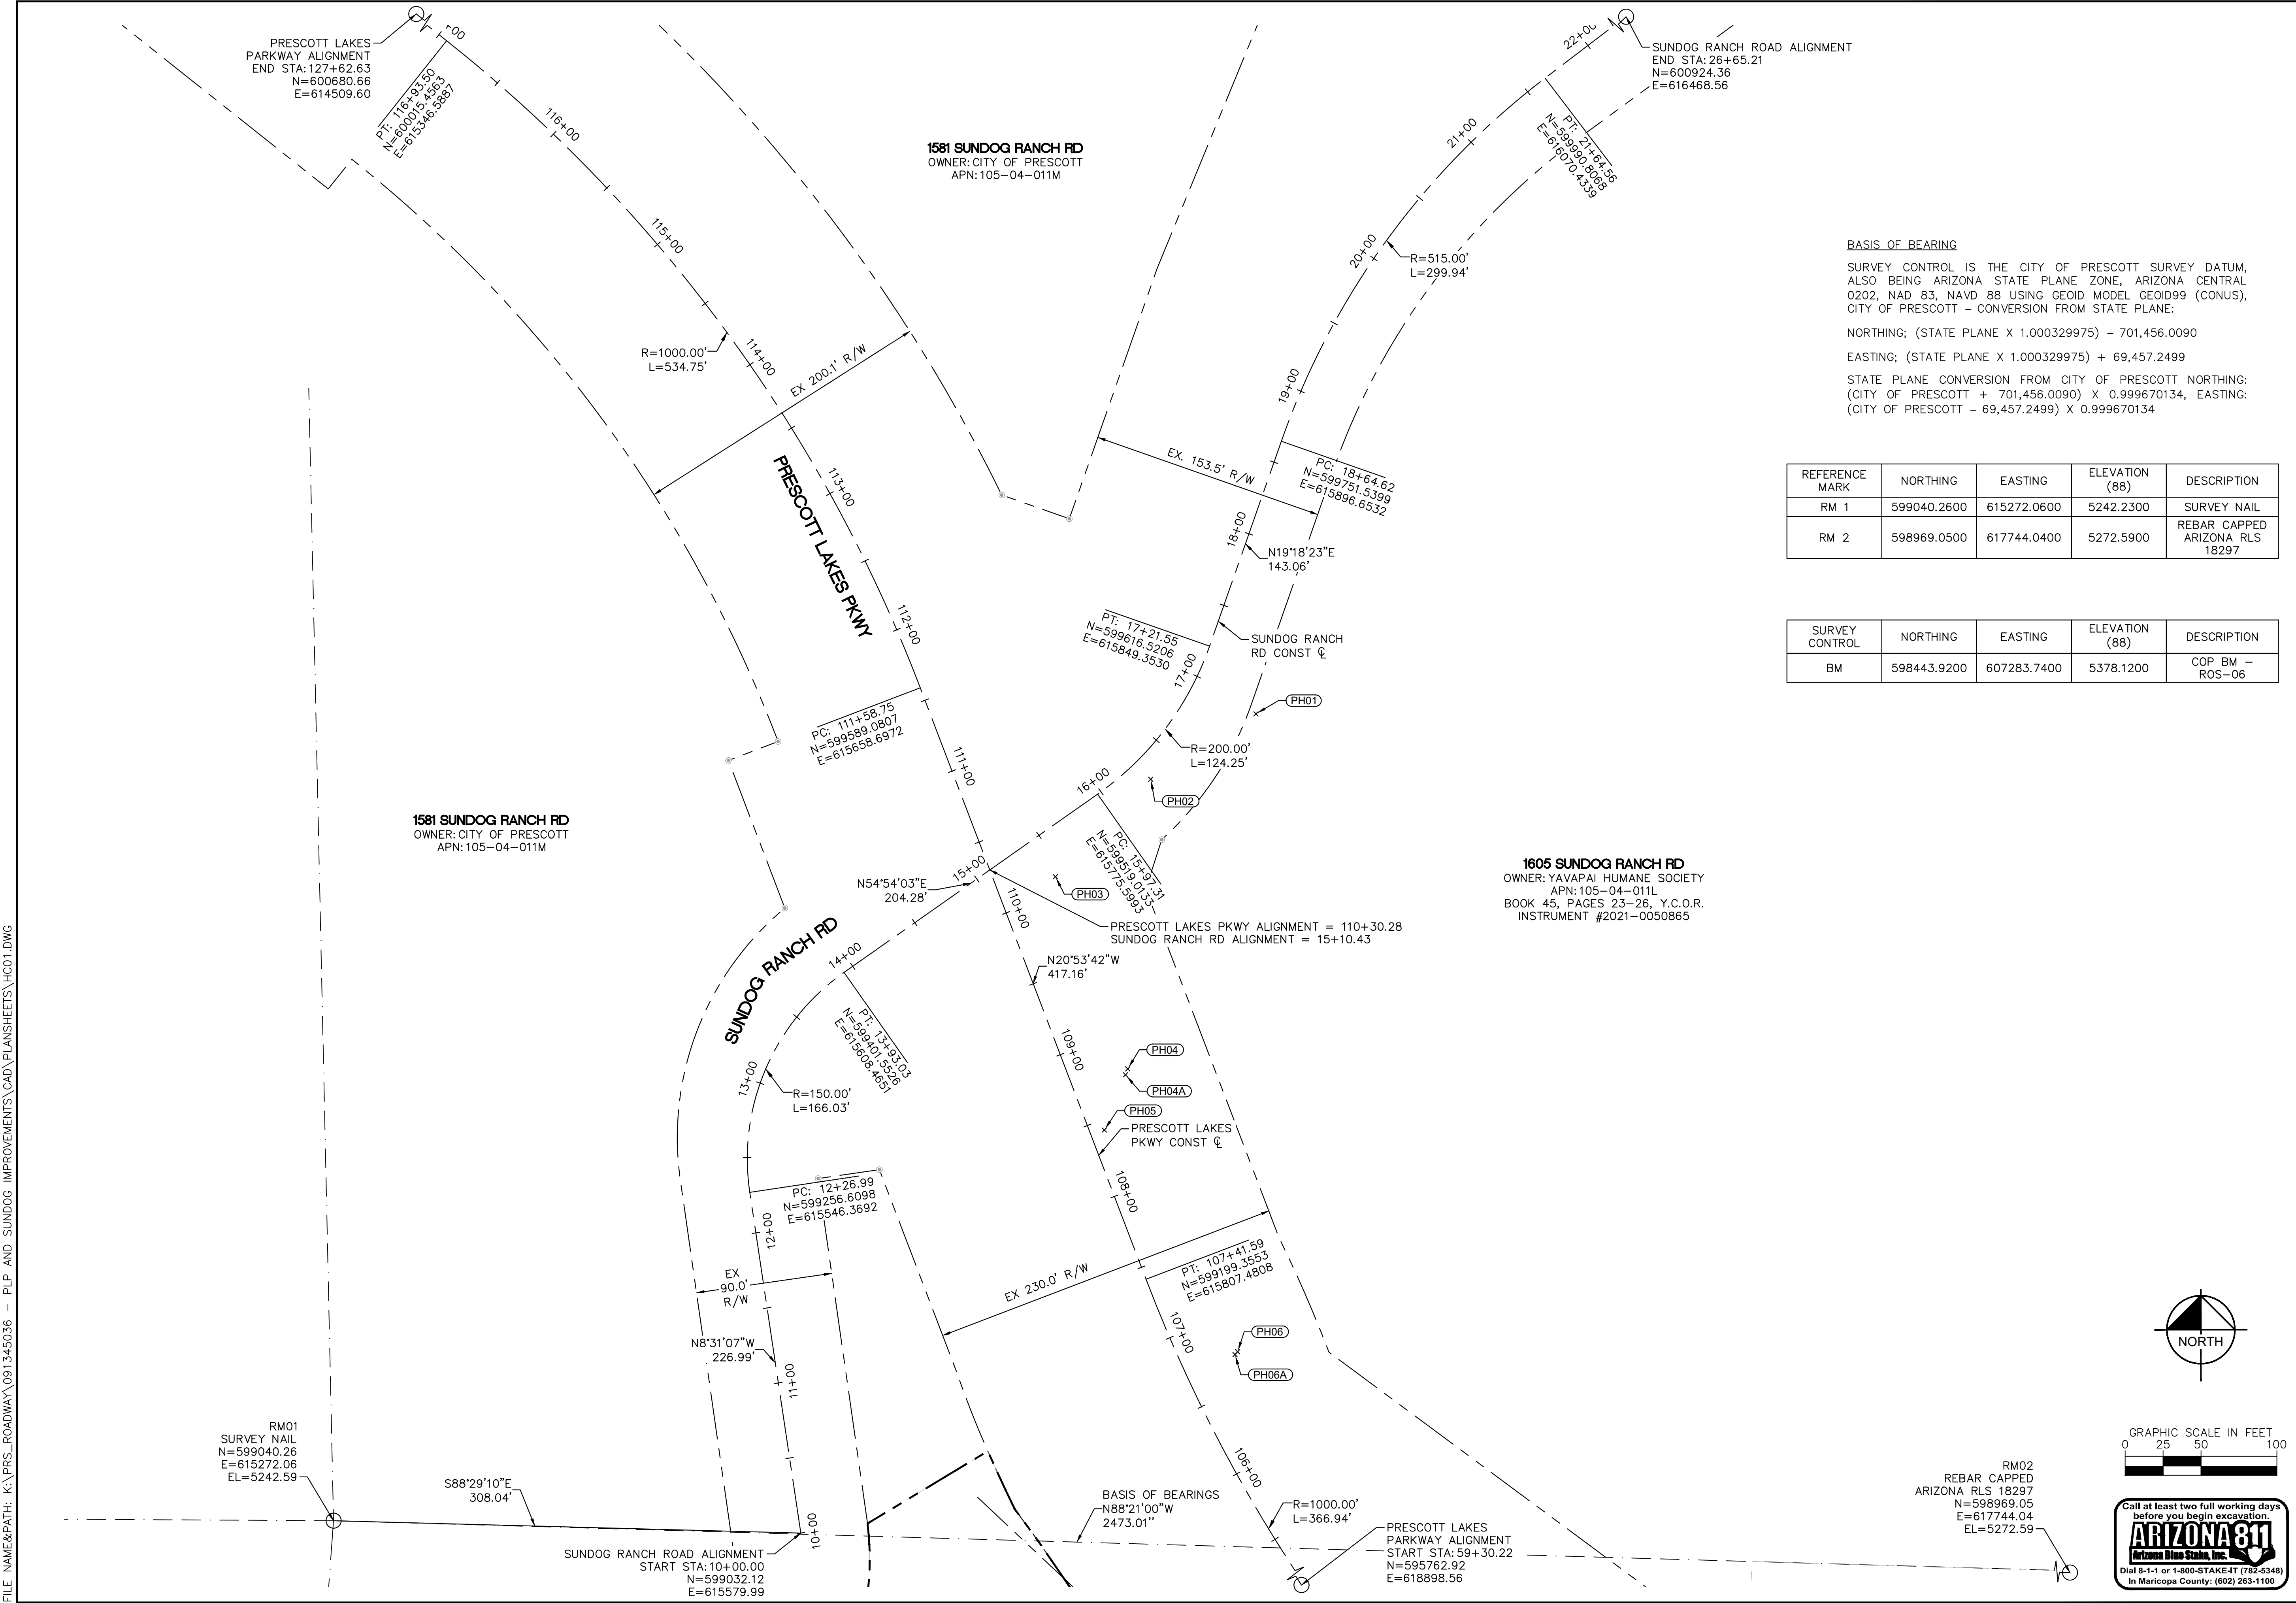 PRESCOTT LAKES
PARKWAY ALIGNMENT
END STA: 127+62.63
N=600680.66
E=614509.60
PT: 116+93.50
N=600015.4563
E=615346.5887
116+00
115+00
114+00
R=1000.00'
L=534.75'
EX 200.1' R/W
113+00
PRESCOTT LAKES PKWY
112+00
PC: 111+58.75
N=599589.0807
E=615658.6972
111+00
1581 SUNDOG RANCH RD
OWNER: CITY OF PRESCOTT
APN: 105-04-011M
22+00
SUNDOG RANCH ROAD ALIGNMENT
END STA: 26+65.21
N=600924.36
E=616468.56
PT: 21+64.56
N=599990.8068
E=616070.4339
21+00
20+00
R=515.00'
L=299.94'
19+00
EX. 153.5' R/W
PC: 18+64.62
N=599751.5399
E=615896.6532
18+00
N19°18'23"E
143.06'
PT: 17+21.55
N=599616.5206
E=615849.3530
SUNDOG RANCH
RD CONST ℄
17+00
PH01
R=200.00'
L=124.25'
16+00
PH02
PC: 15+97.31
N=599519.0133
E=615775.5993
BASIS OF BEARING
SURVEY CONTROL IS THE CITY OF PRESCOTT SURVEY DATUM,
ALSO BEING ARIZONA STATE PLANE ZONE, ARIZONA CENTRAL
0202, NAD 83, NAVD 88 USING GEOID MODEL GEOID99 (CONUS),
CITY OF PRESCOTT - CONVERSION FROM STATE PLANE:
NORTHING; (STATE PLANE X 1.000329975) - 701,456.0090
EASTING; (STATE PLANE X 1.000329975) + 69,457.2499
STATE PLANE CONVERSION FROM CITY OF PRESCOTT NORTHING:
(CITY OF PRESCOTT + 701,456.0090) X 0.999670134, EASTING:
(CITY OF PRESCOTT - 69,457.2499) X 0.999670134
REFERENCE MARK NORTHING EASTING ELEVATION (88) DESCRIPTION
RM 1 599040.2600 615272.0600 5242.2300 SURVEY NAIL
RM 2 598969.0500 617744.0400 5272.5900 REBAR CAPPED ARIZONA RLS 18297
SURVEY CONTROL NORTHING EASTING ELEVATION (88) DESCRIPTION
BM 598443.9200 607283.7400 5378.1200 COP BM - ROS-06
1581 SUNDOG RANCH RD
OWNER: CITY OF PRESCOTT
APN: 105-04-011M
N54°54'03"E
204.28'
15+00
PH03
110+00
PRESCOTT LAKES PKWY ALIGNMENT = 110+30.28
SUNDOG RANCH RD ALIGNMENT = 15+10.43
1605 SUNDOG RANCH RD
OWNER: YAVAPAI HUMANE SOCIETY
APN: 105-04-011L
BOOK 45, PAGES 23-26, Y.C.O.R.
INSTRUMENT #2021-0050865
SUNDOG RANCH RD
14+00
N20°53'42"W
417.16'
PT: 13+93.03
N=599401.5526
E=615608.4651
13+00
R=150.00'
L=166.03'
109+00
PH04
PH04A
PH05
PRESCOTT LAKES
PKWY CONST ℄
108+00
PC: 12+26.99
N=599256.6098
E=615546.3692
12+00
EX
90.0'
R/W
EX 230.0' R/W
PT: 107+41.59
N=599199.3553
E=615807.4808
107+00
PH06
PH06A
N8°31'07"W
226.99'
11+00
NORTH
GRAPHIC SCALE IN FEET
0 25 50 100
RM01
SURVEY NAIL
N=599040.26
E=615272.06
EL=5242.59
S88°29'10"E
308.04'
10+00
SUNDOG RANCH ROAD ALIGNMENT
START STA: 10+00.00
N=599032.12
E=615579.99
BASIS OF BEARINGS
N88°21'00"W
2473.01''
106+00
R=1000.00'
L=366.94'
PRESCOTT LAKES
PARKWAY ALIGNMENT
START STA: 59+30.22
N=595762.92
E=618898.56
RM02
REBAR CAPPED
ARIZONA RLS 18297
N=598969.05
E=617744.04
EL=5272.59
Call at least two full working days
before you begin excavation.
ARIZONA 811
Arizona Blue Stake, Inc.
Dial 8-1-1 or 1-800-STAKE-IT (782-5348)
In Maricopa County: (602) 263-1100
FILE NAME&PATH: K:\PRS_ROADWAY\091345036 - PLP AND SUNDOG IMPROVEMENTS\CAD\PLANSHEETS\HC01.DWG